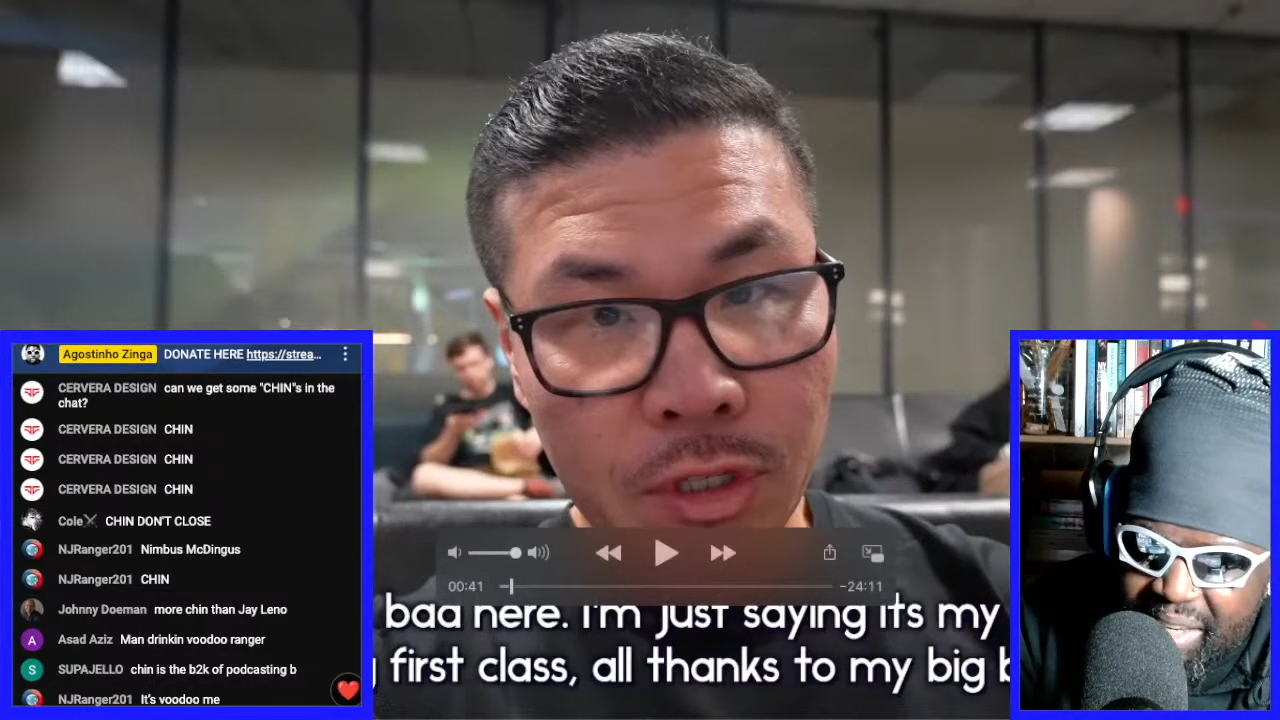 Agostinho Zinga DONATE HERE https://strea...
CERVERA DESIGN can we get some "CHIN"s in the
chat?
CERVERA DESIGN CHIN
CERVERA DESIGN CHIN
CERVERA DESIGN CHIN
Cole⚔ CHIN DON'T CLOSE
NJRanger201 Nimbus McDingus
NJRanger201 CHIN
Johnny Doeman more chin than Jay Leno
A Asad Aziz Man drinkin voodoo ranger
S SUPAJELLO chin is the b2k of podcasting b
NJRanger201 It's voodoo me
00:41 -24:11
bad here. I'm just saying its my
first class, all thanks to my big b